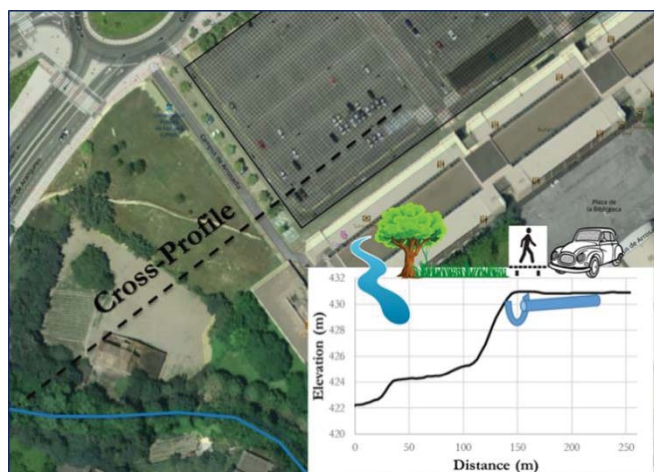 Cross-Profile
Plaza de
la Biblioteca
432
430
428
426
424
422
420
Elevation (m)
0
50
100
150
200
250
Distance (m)